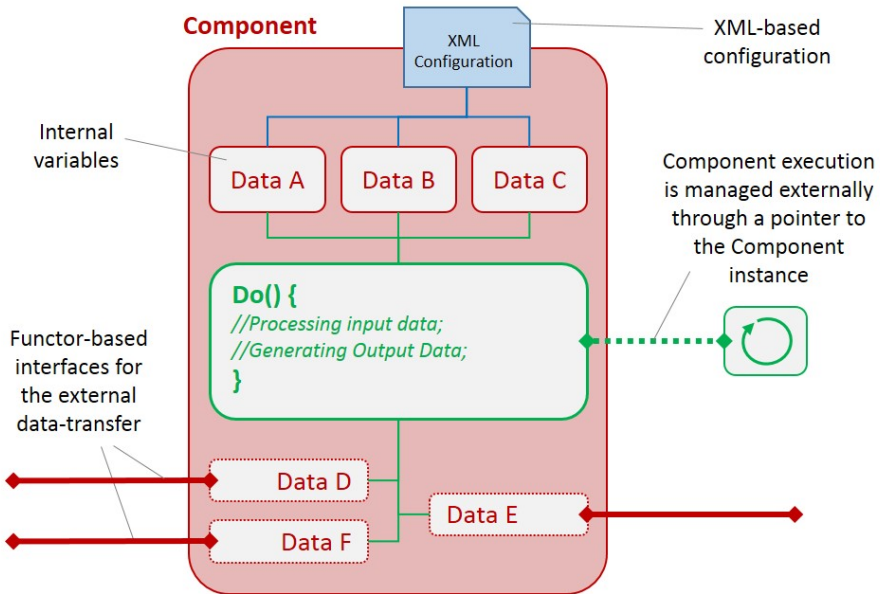 Component
XML
Configuration
XML-based
configuration
Internal
variables
Data A
Data B
Data C
Component execution
is managed externally
through a pointer to
the Component
instance
Do() {
//Processing input data;
//Generating Output Data;
}
Functor-based
interfaces for
the external
data-transfer
Data D
Data E
Data F